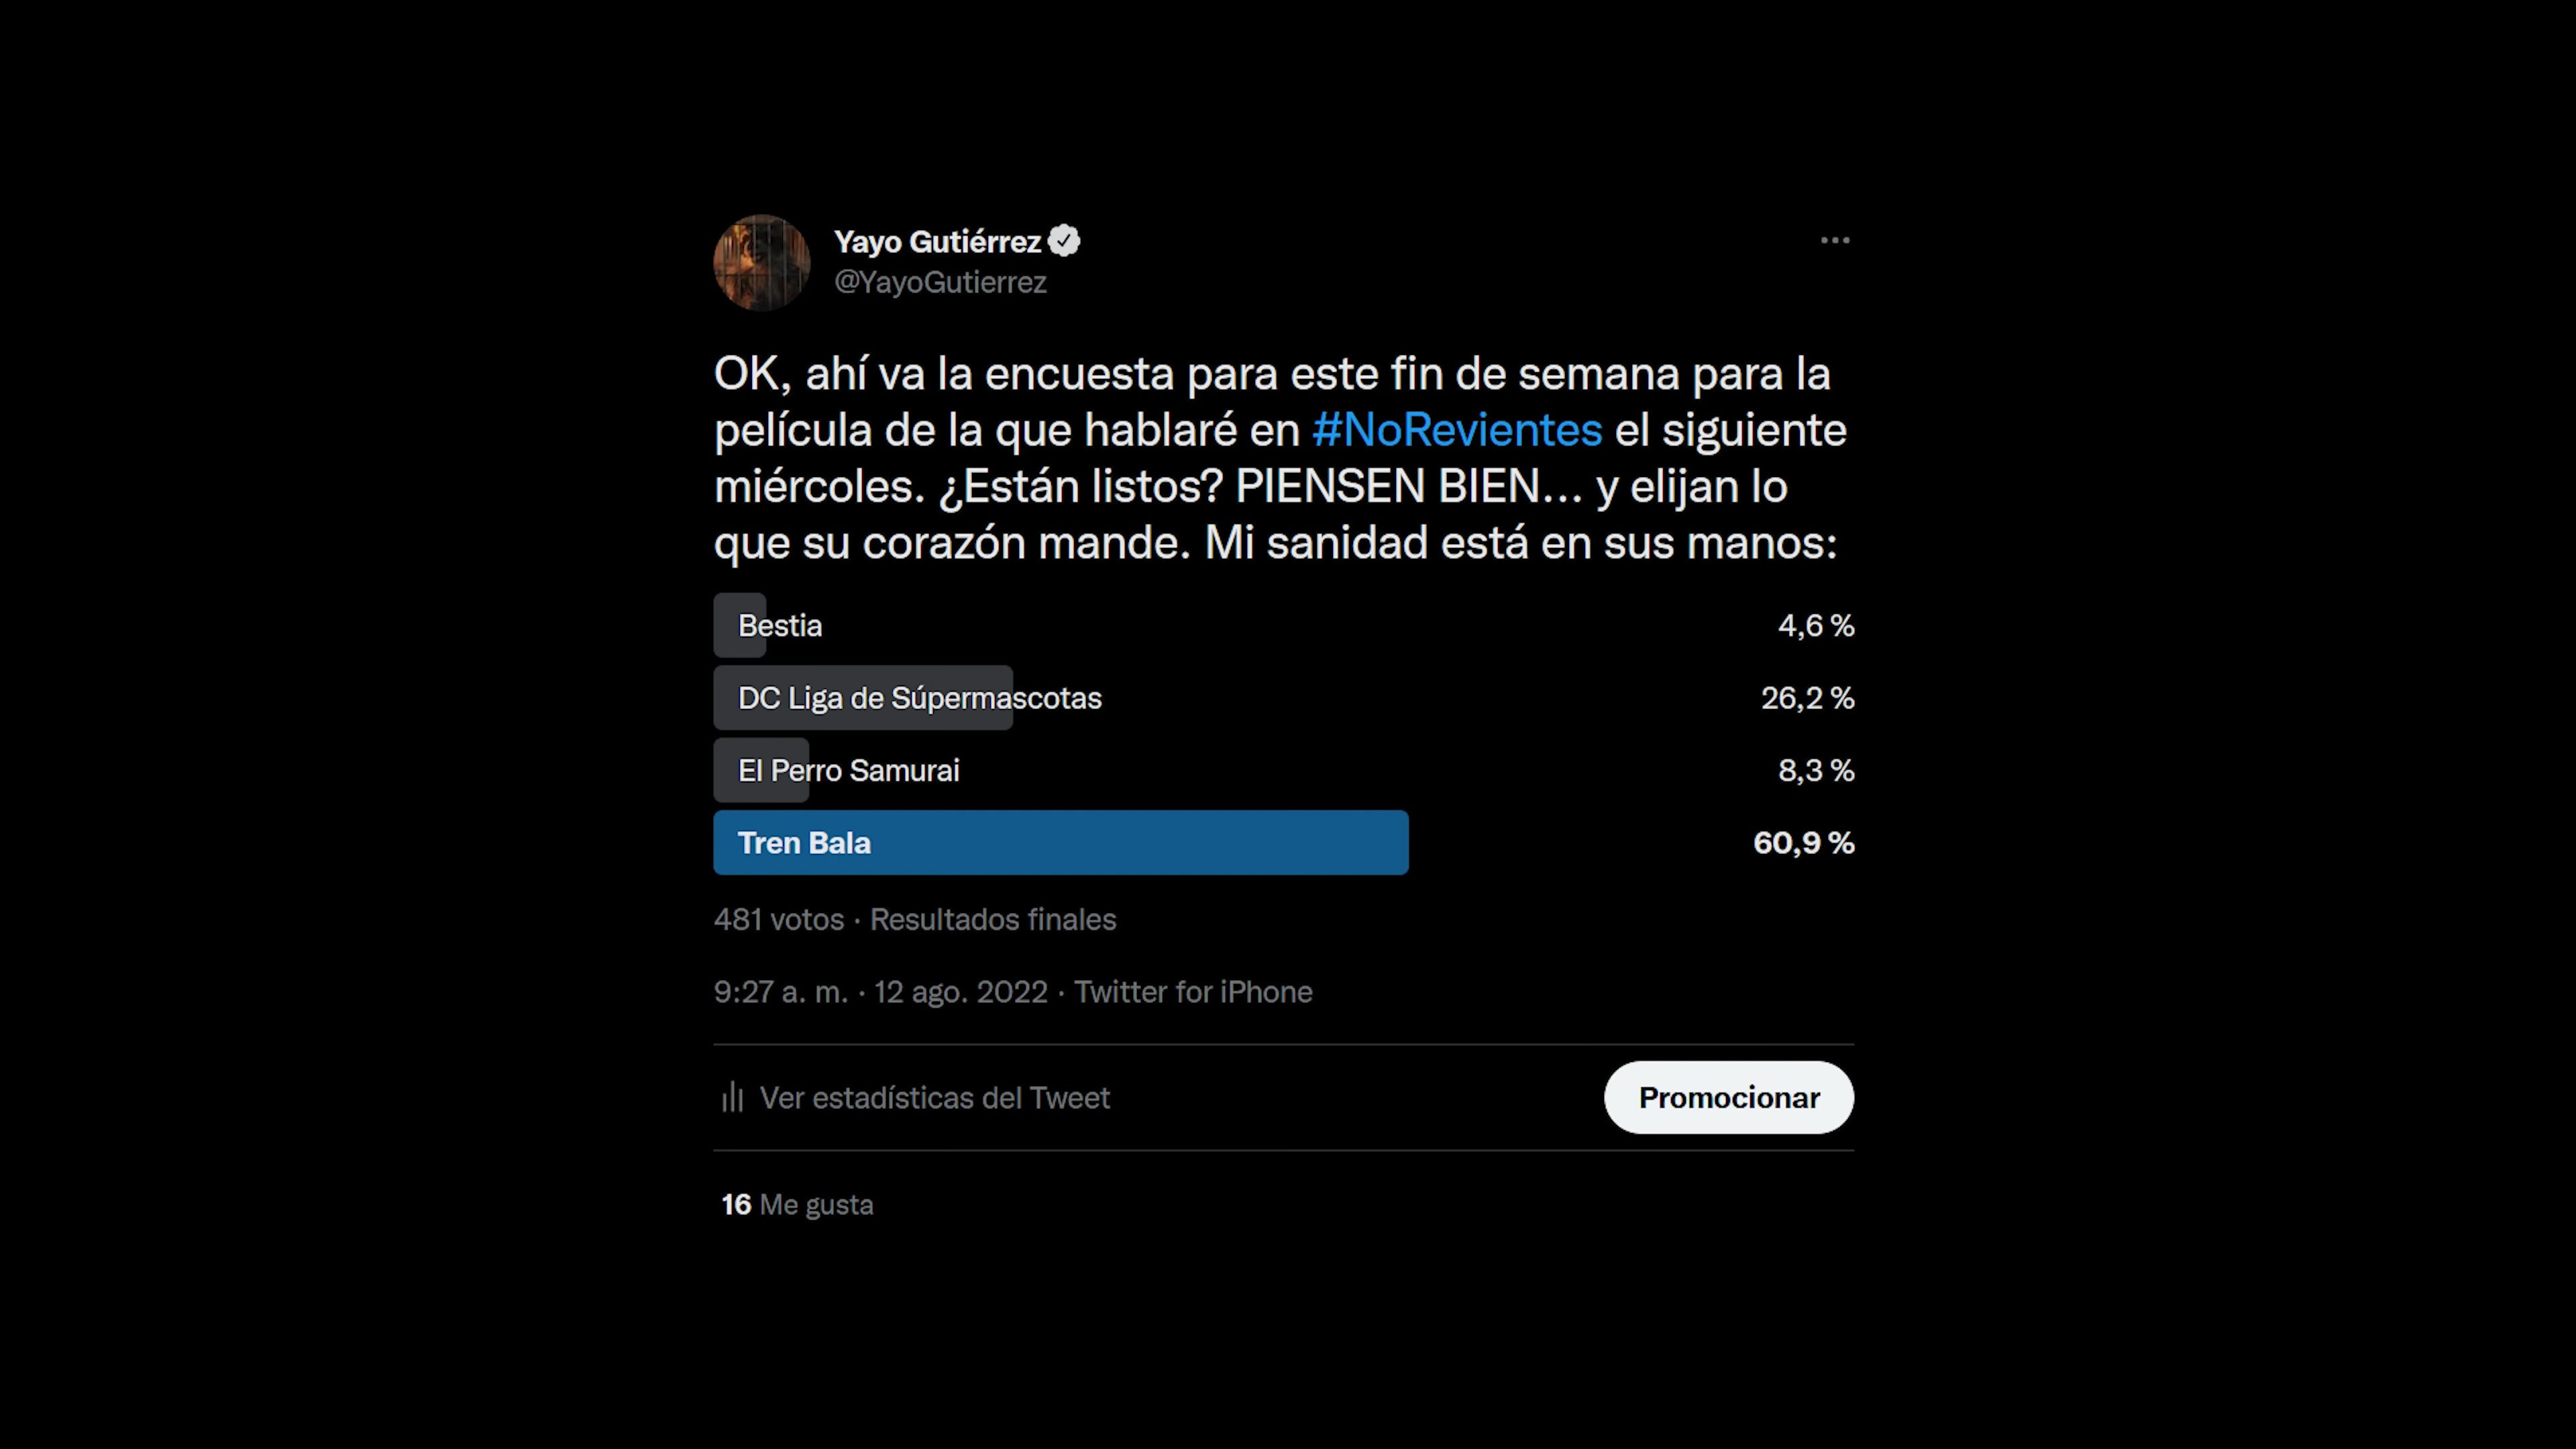 Yayo Gutiérrez
@YayoGutierrez
OK, ahí va la encuesta para este fin de semana para la
película de la que hablaré en #NoRevientes el siguiente
miércoles. ¿Están listos? PIENSEN BIEN... y elijan lo
que su corazón mande. Mi sanidad está en sus manos:
Bestia 4,6 %
DC Liga de Súpermascotas 26,2 %
El Perro Samurai 8,3 %
Tren Bala 60,9 %
481 votos · Resultados finales
9:27 a. m. · 12 ago. 2022 · Twitter for iPhone
Ver estadísticas del Tweet Promocionar
16 Me gusta